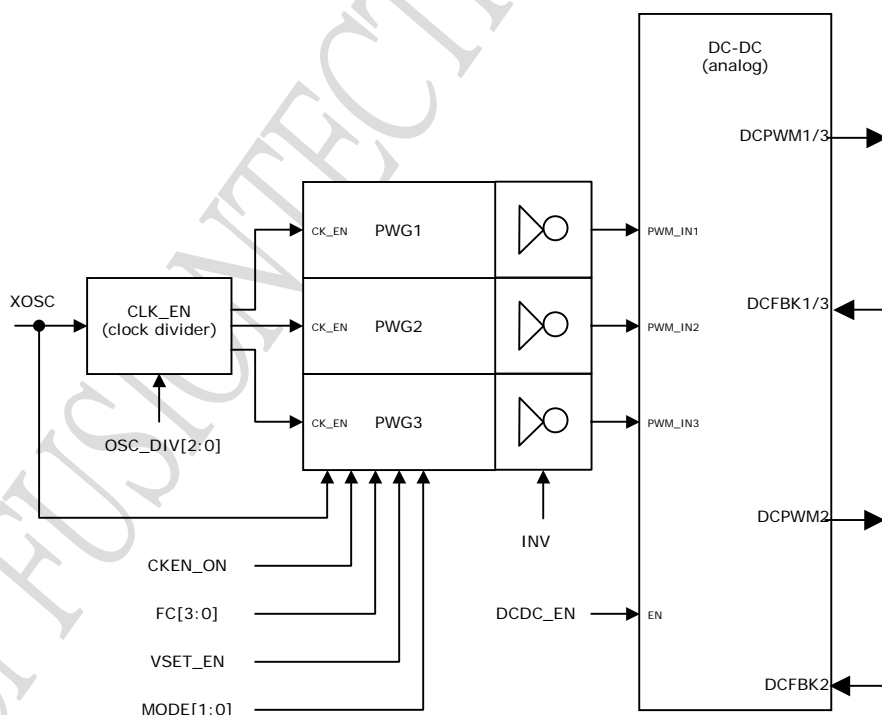 DC-DC
(analog)
DCPWM1/3
CK_EN
PWG1
PWM_IN1
XOSC
CLK_EN
(clock divider)
CK_EN
PWG2
PWM_IN2
DCFBK1/3
CK_EN
PWG3
PWM_IN3
OSC_DIV[2:0]
INV
DCPWM2
CKEN_ON
FC[3:0]
DCDC_EN
EN
VSET_EN
DCFBK2
MODE[1:0]
FUSIONTECH